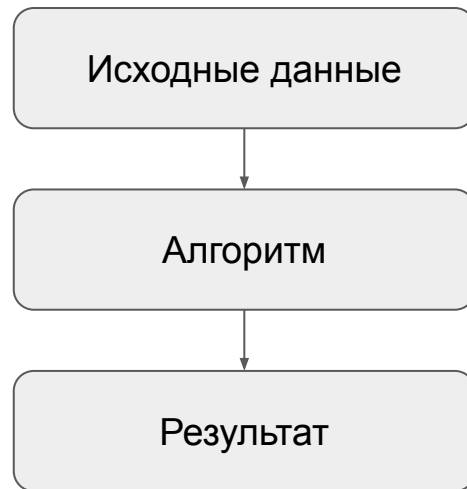 Исходные данные
Алгоритм
Результат